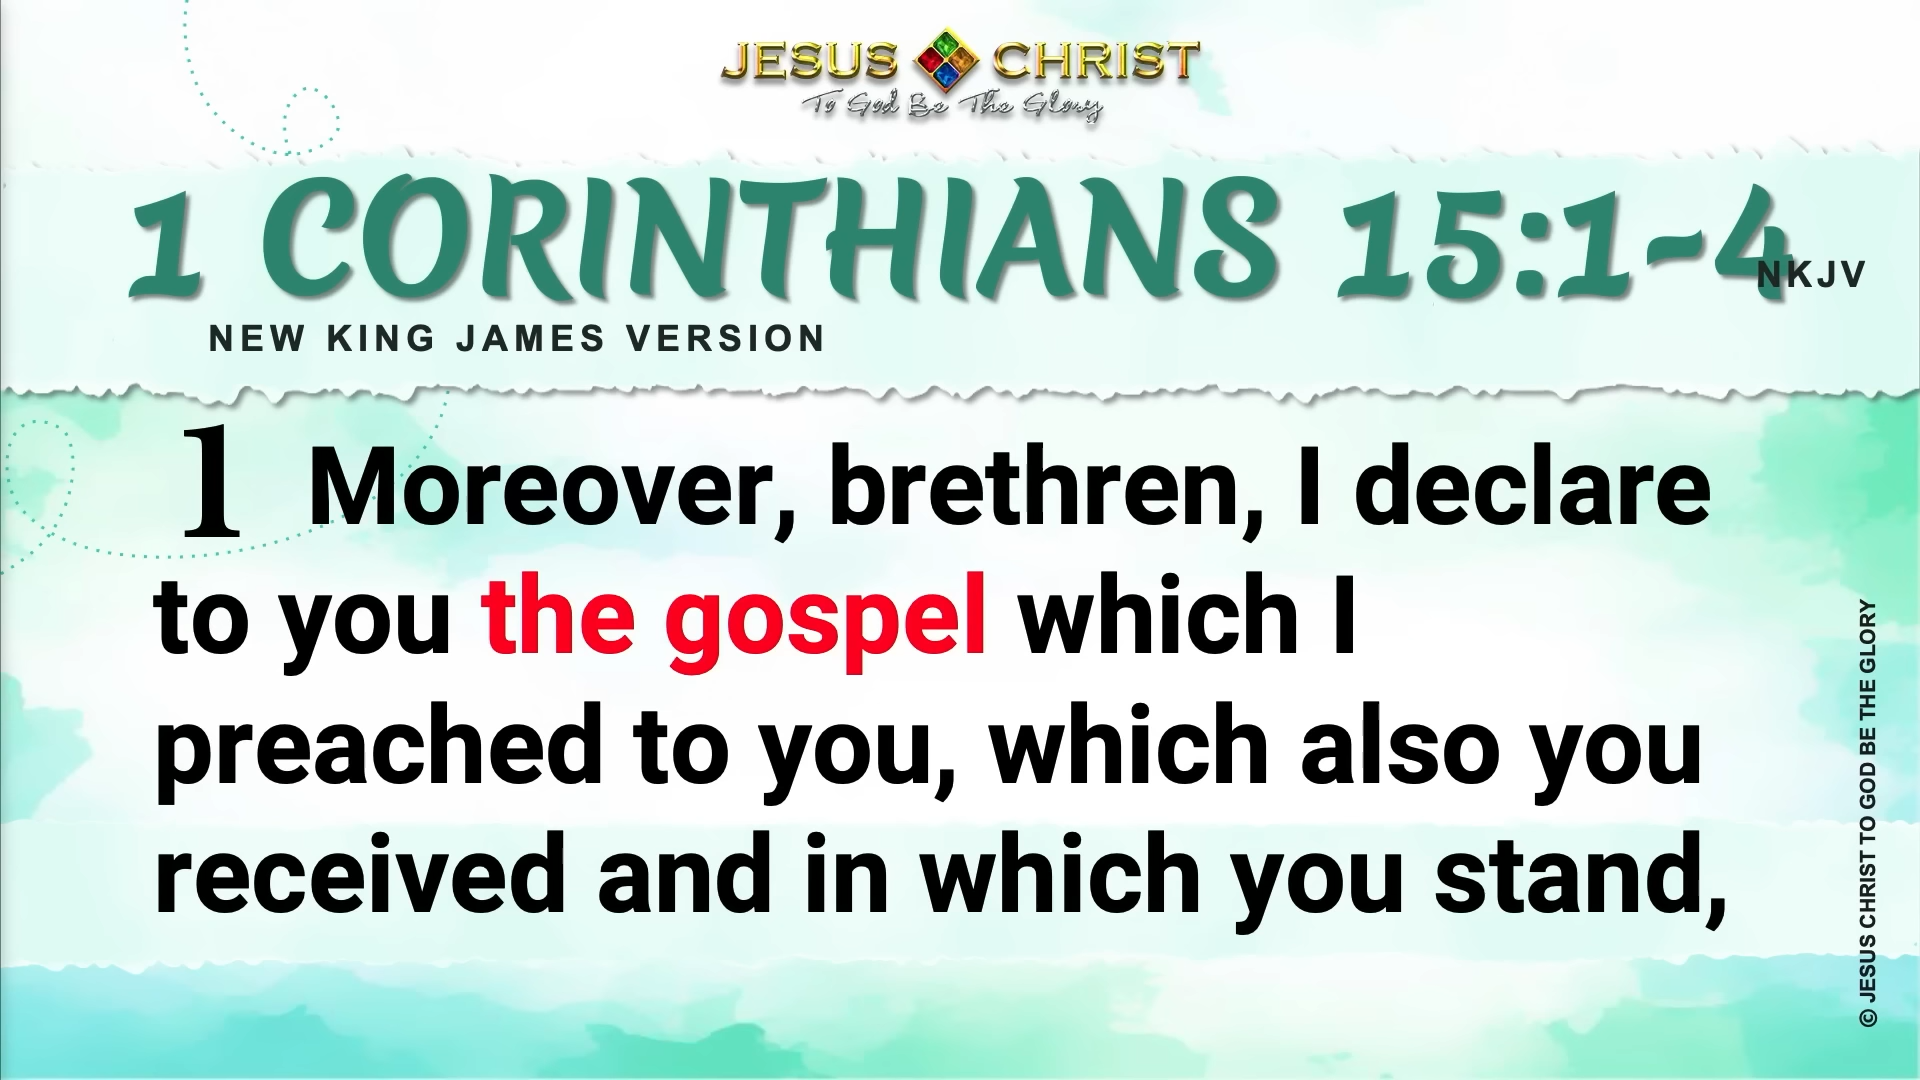 JESUS CHRIST
To God Be The Glory
1 CORINTHIANS 15:1-4
NKJV
NEW KING JAMES VERSION
1 Moreover, brethren, I declare
to you the gospel which I
preached to you, which also you
received and in which you stand,
© JESUS CHRIST TO GOD BE THE GLORY